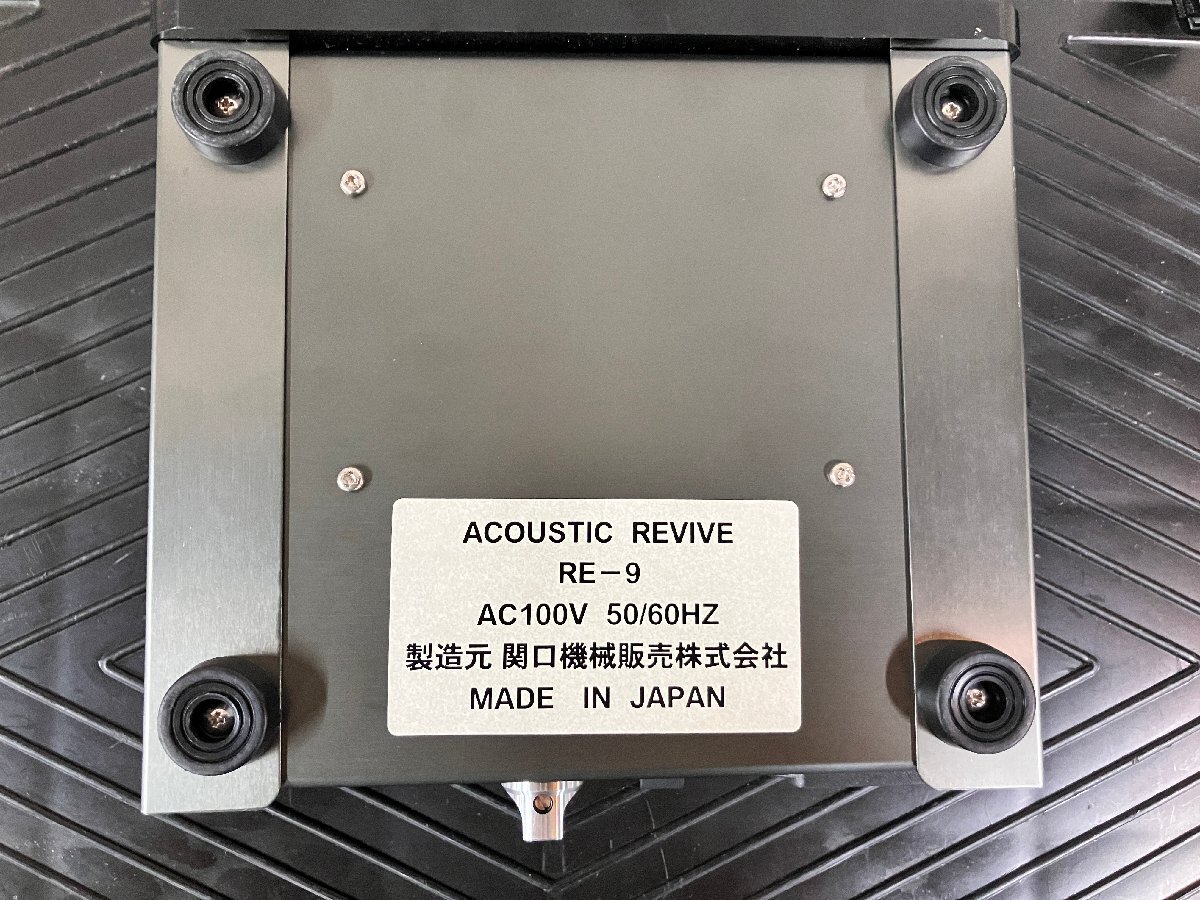 ACOUSTIC REVIVE
RE－9
AC100V 50/60HZ
製造元 関口機械販売株式会社
MADE IN JAPAN